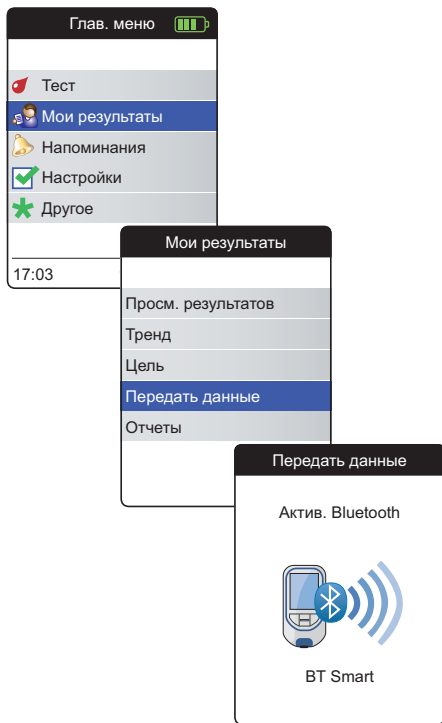 Глав. меню
Тест
Мои результаты
Напоминания
Настройки
Другое
17:03
Мои результаты
Просм. результатов
Тренд
Цель
Передать данные
Отчеты
Передать данные
Актив. Bluetooth
BT Smart